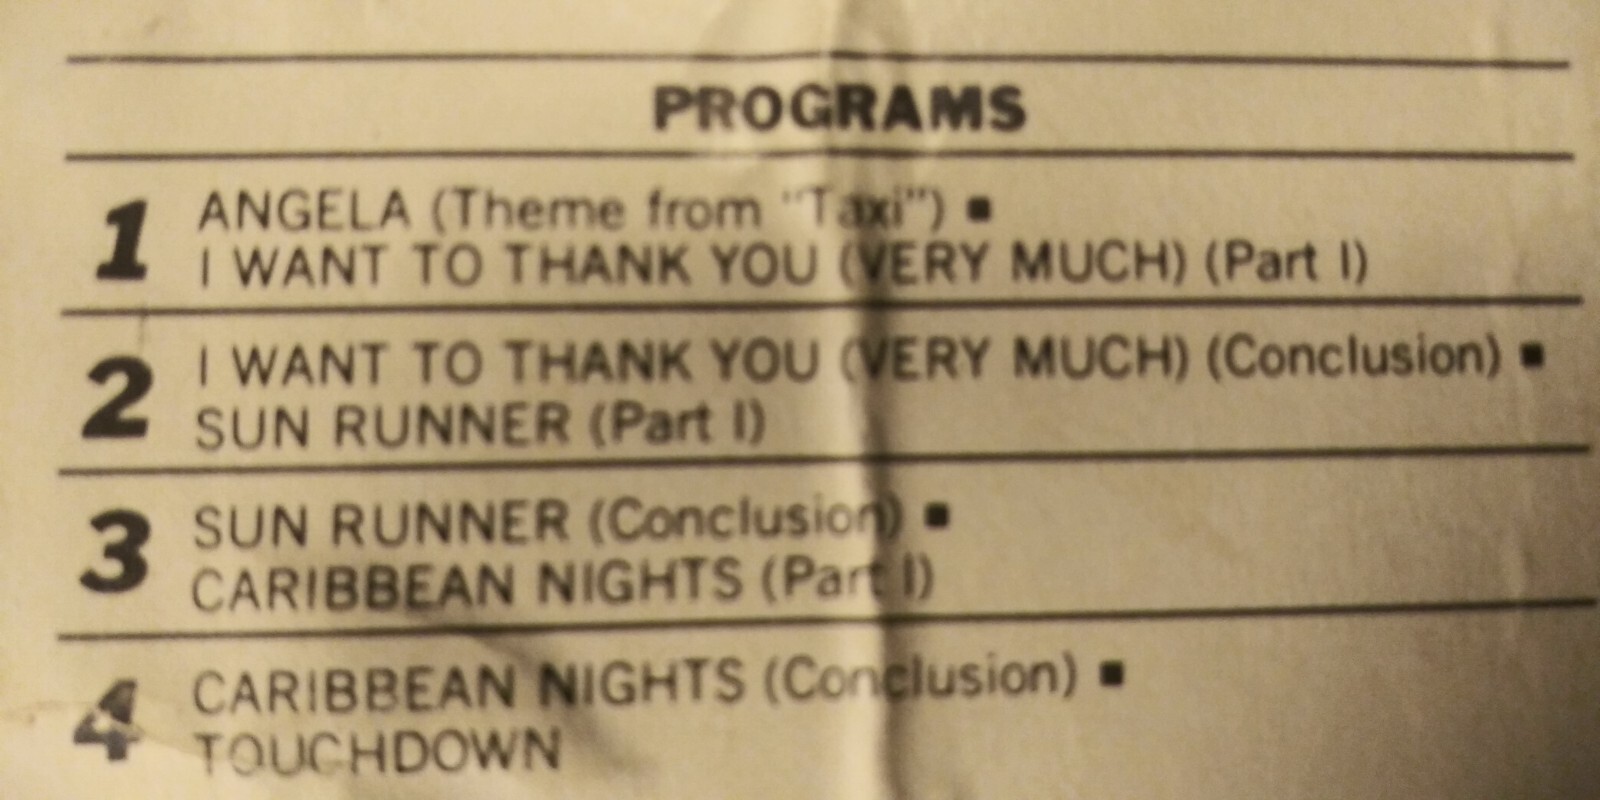 PROGRAMS
1 ANGELA (Theme from "Taxi") ■
I WANT TO THANK YOU (VERY MUCH) (Part I)
2 I WANT TO THANK YOU (VERY MUCH) (Conclusion) ■
SUN RUNNER (Part I)
3 SUN RUNNER (Conclusion) ■
CARIBBEAN NIGHTS (Part I)
4 CARIBBEAN NIGHTS (Conclusion) ■
TOUCHDOWN